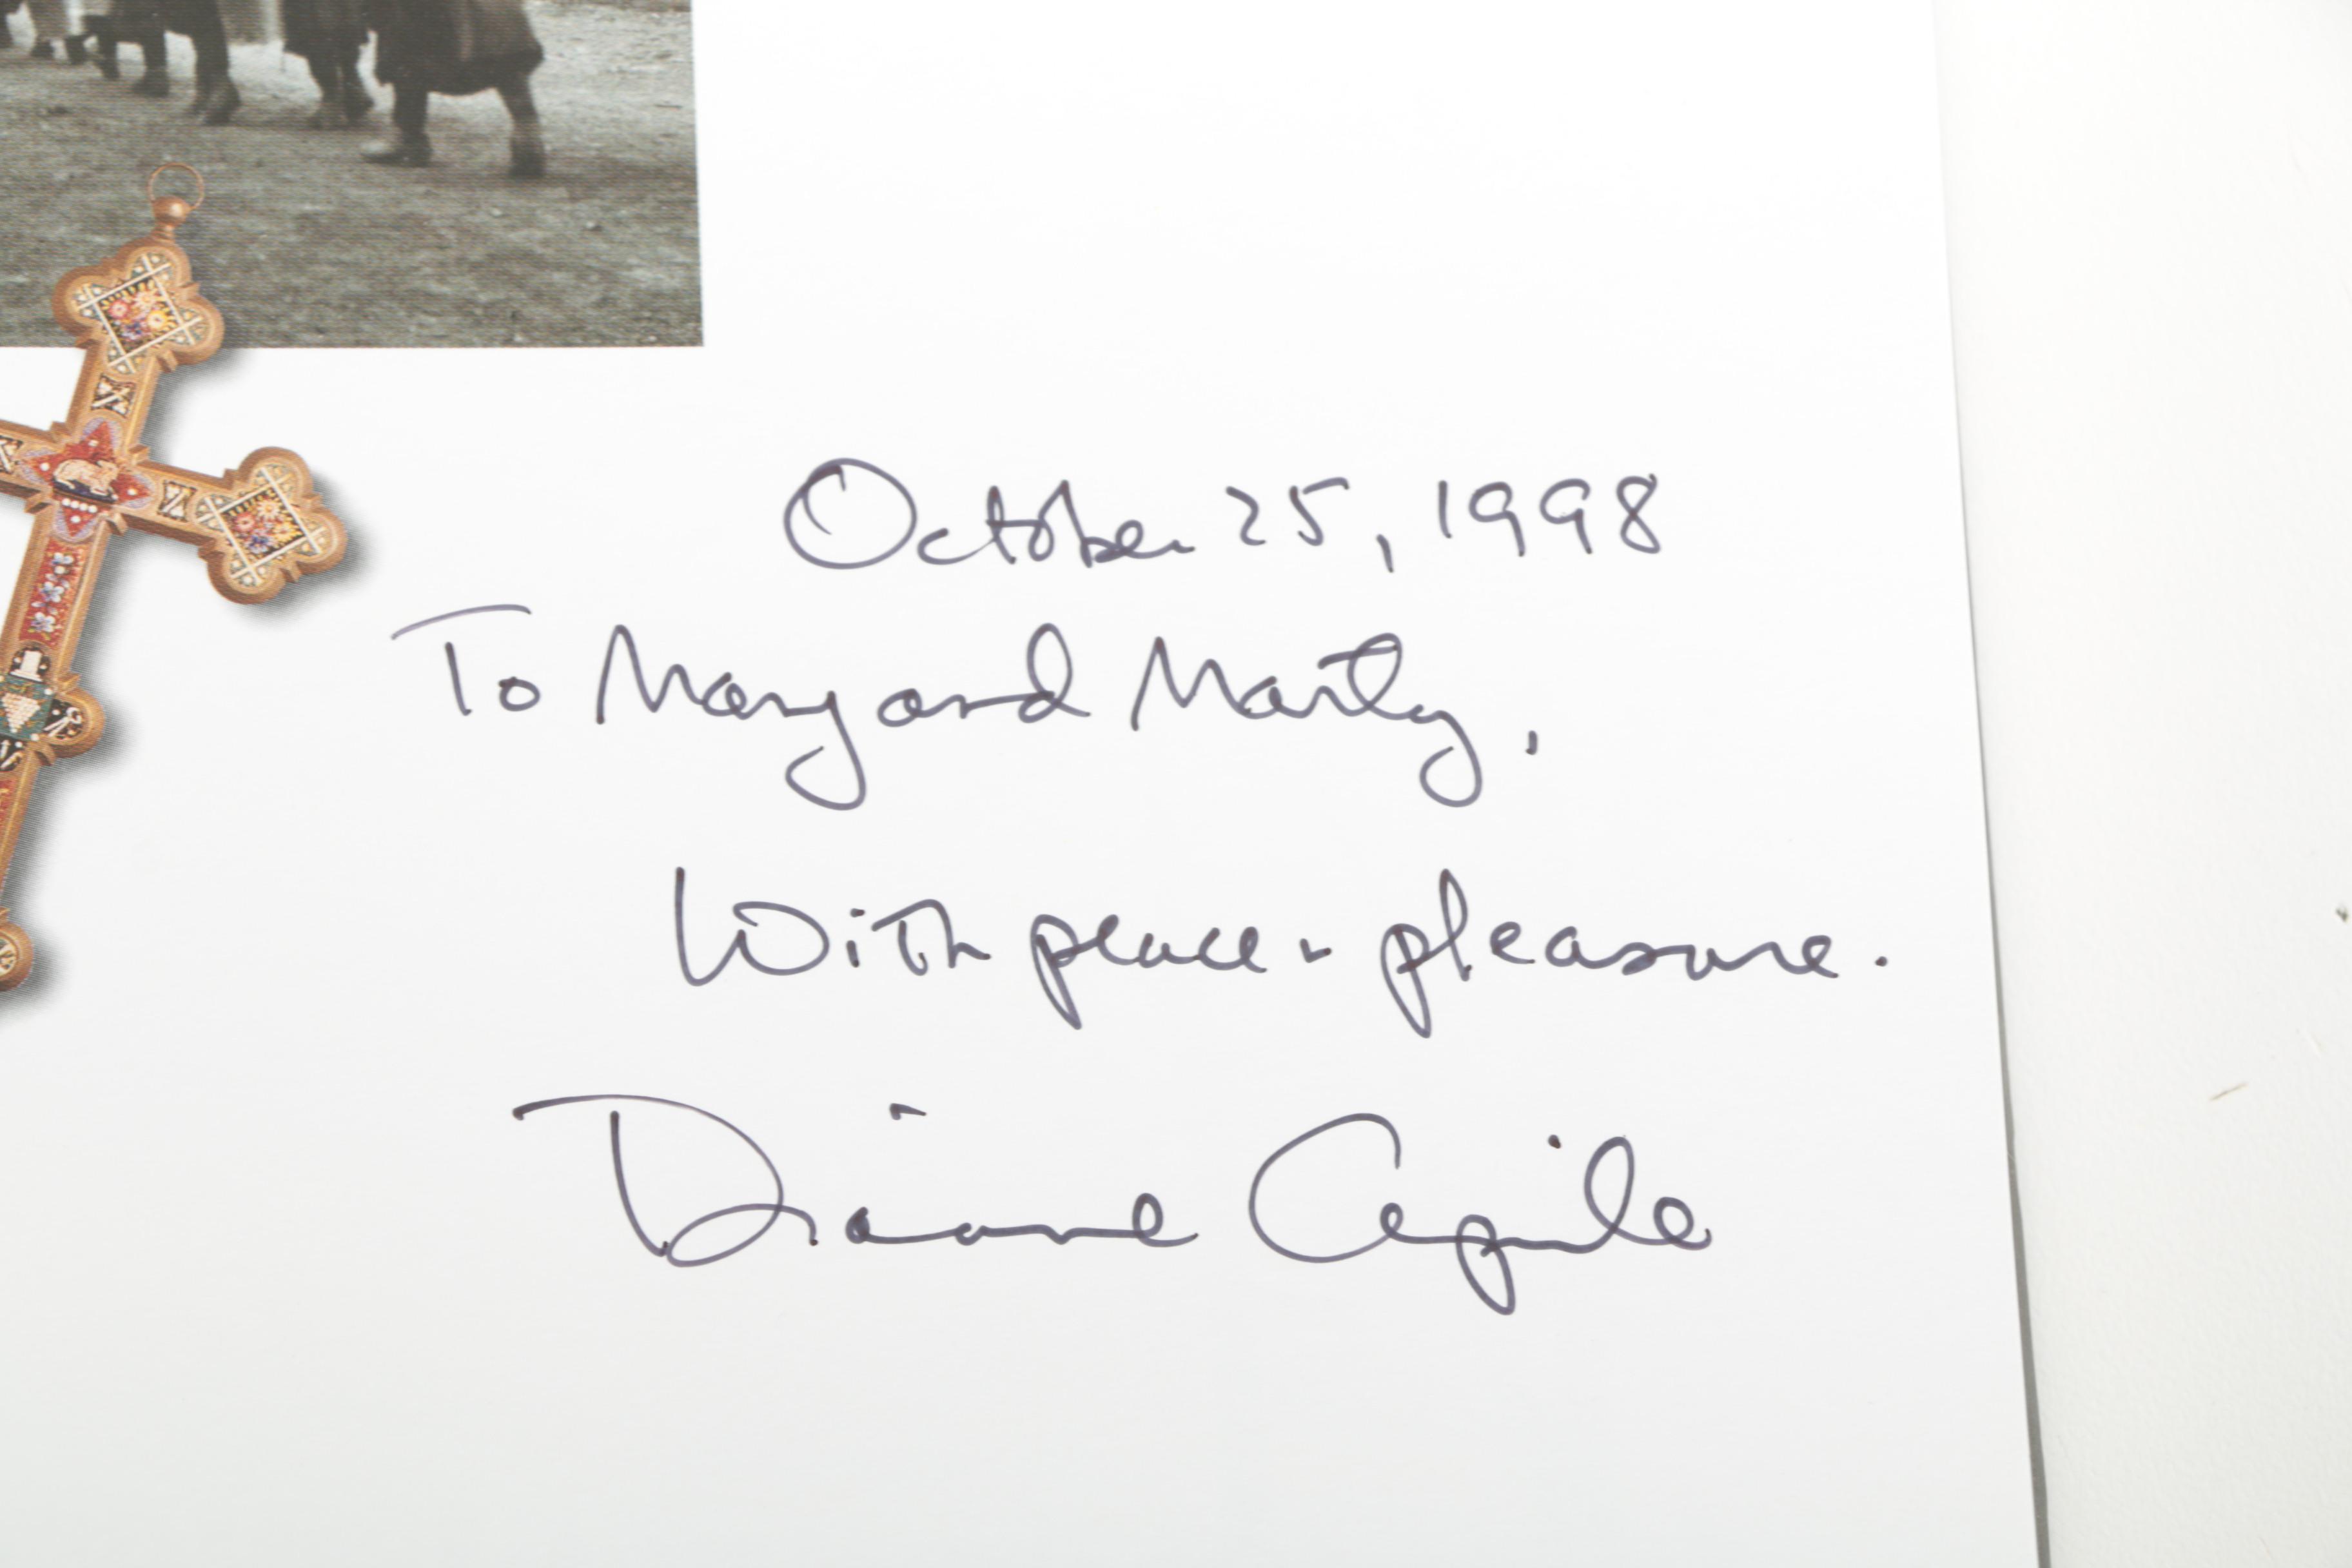 October 25, 1998
To Mary and Marty,
With peace & pleasure.
Diane